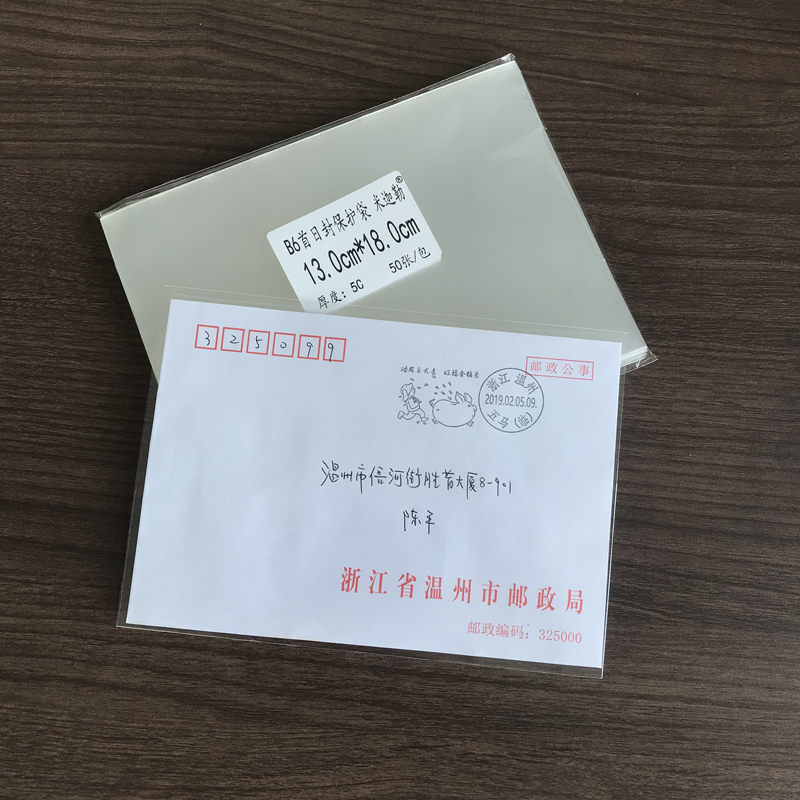 B6首日封保护袋 米迦勒®
13.0cm*18.0cm
厚度：5C 50张/包
325099
邮政公事
浙江 温州
2019.02.05.09.
五马（临）
温州市信河街胜昔大厦8-901
浙江省温州市邮政局
邮政编码：325000